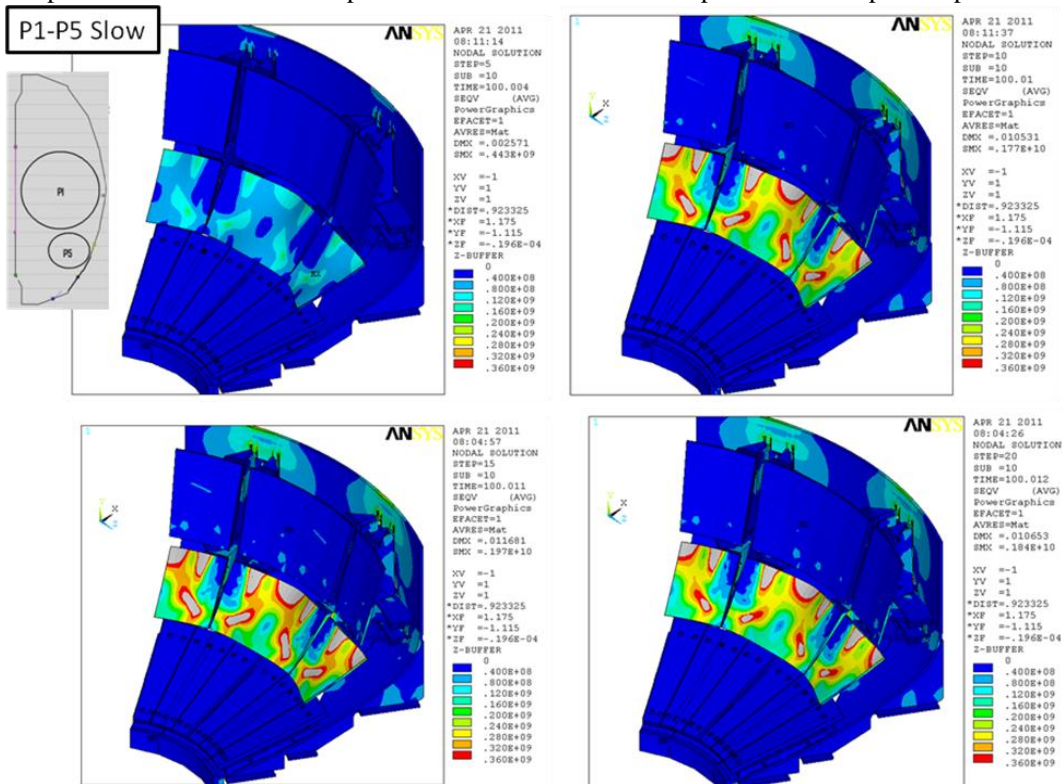 P1-P5 Slow
P1
P5
ANSYS
APR 21 2011
08:11:14
NODAL SOLUTION
STEP=5
SUB =10
TIME=100.004
SEQV (AVG)
PowerGraphics
EFACET=1
AVRES=Mat
DMX =.002571
SMX =.443E+09
XV =-1
YV =1
ZV =1
*DIST=.923325
*XF =1.175
*YF =-1.115
*ZF =-.196E-04
Z-BUFFER
0
.400E+08
.800E+08
.120E+09
.160E+09
.200E+09
.240E+09
.280E+09
.320E+09
.360E+09
1
ANSYS
APR 21 2011
08:11:37
NODAL SOLUTION
STEP=10
SUB =10
TIME=100.01
SEQV (AVG)
PowerGraphics
EFACET=1
AVRES=Mat
DMX =.010531
SMX =.177E+10
XV =-1
YV =1
ZV =1
*DIST=.923325
*XF =1.175
*YF =-1.115
*ZF =-.196E-04
Z-BUFFER
0
.400E+08
.800E+08
.120E+09
.160E+09
.200E+09
.240E+09
.280E+09
.320E+09
.360E+09
Y
X
Z
1
ANSYS
APR 21 2011
08:04:57
NODAL SOLUTION
STEP=15
SUB =10
TIME=100.011
SEQV (AVG)
PowerGraphics
EFACET=1
AVRES=Mat
DMX =.011681
SMX =.197E+10
XV =-1
YV =1
ZV =1
*DIST=.923325
*XF =1.175
*YF =-1.115
*ZF =-.196E-04
Z-BUFFER
0
.400E+08
.800E+08
.120E+09
.160E+09
.200E+09
.240E+09
.280E+09
.320E+09
.360E+09
Y
X
Z
1
ANSYS
APR 21 2011
08:04:26
NODAL SOLUTION
STEP=20
SUB =10
TIME=100.012
SEQV (AVG)
PowerGraphics
EFACET=1
AVRES=Mat
DMX =.010653
SMX =.184E+10
XV =-1
YV =1
ZV =1
*DIST=.923325
*XF =1.175
*YF =-1.115
*ZF =-.196E-04
Z-BUFFER
0
.400E+08
.800E+08
.120E+09
.160E+09
.200E+09
.240E+09
.280E+09
.320E+09
.360E+09
Y
X
Z